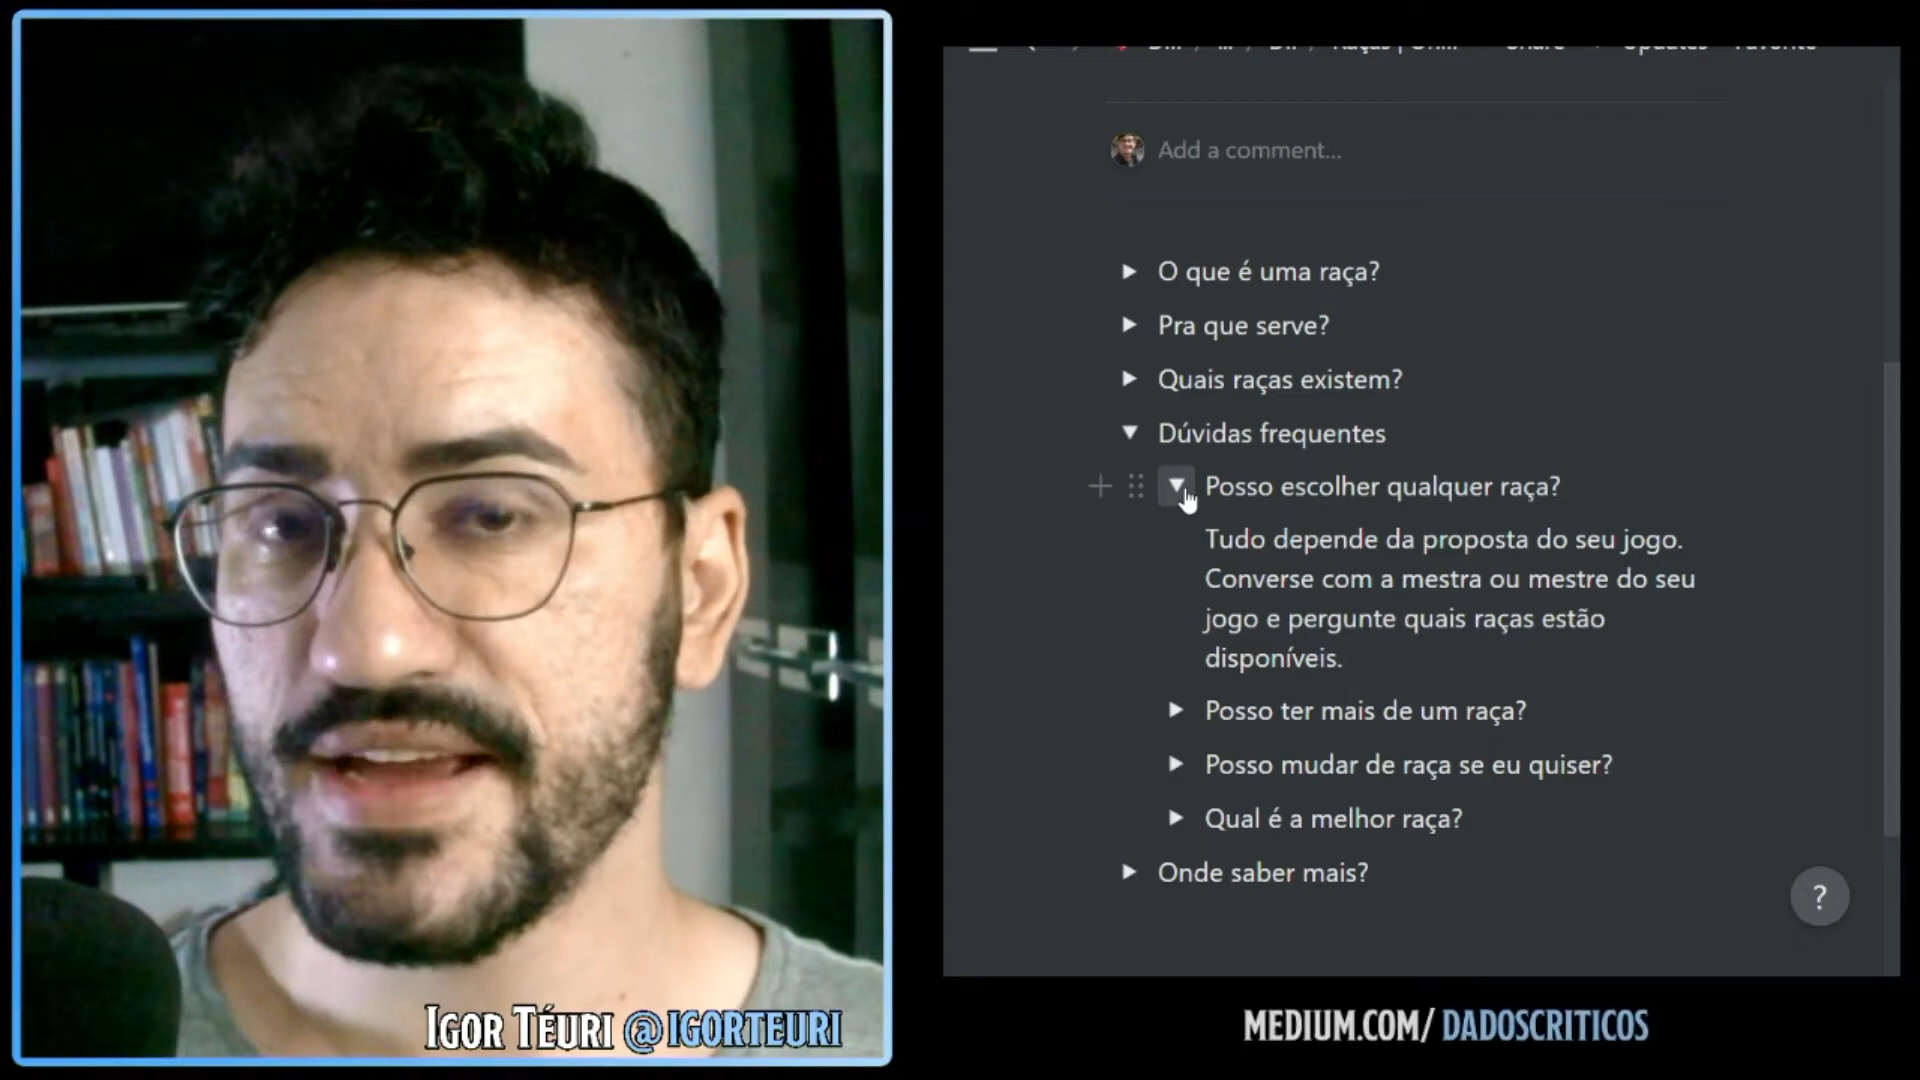 Add a comment...
O que é uma raça?
Pra que serve?
Quais raças existem?
Dúvidas frequentes
Posso escolher qualquer raça?
Tudo depende da proposta do seu jogo.
Converse com a mestra ou mestre do seu
jogo e pergunte quais raças estão
disponíveis.
Posso ter mais de um raça?
Posso mudar de raça se eu quiser?
Qual é a melhor raça?
Onde saber mais?
?
IGOR TÉURI @IGORTEURI
MEDIUM.COM/ DADOSCRITICOS